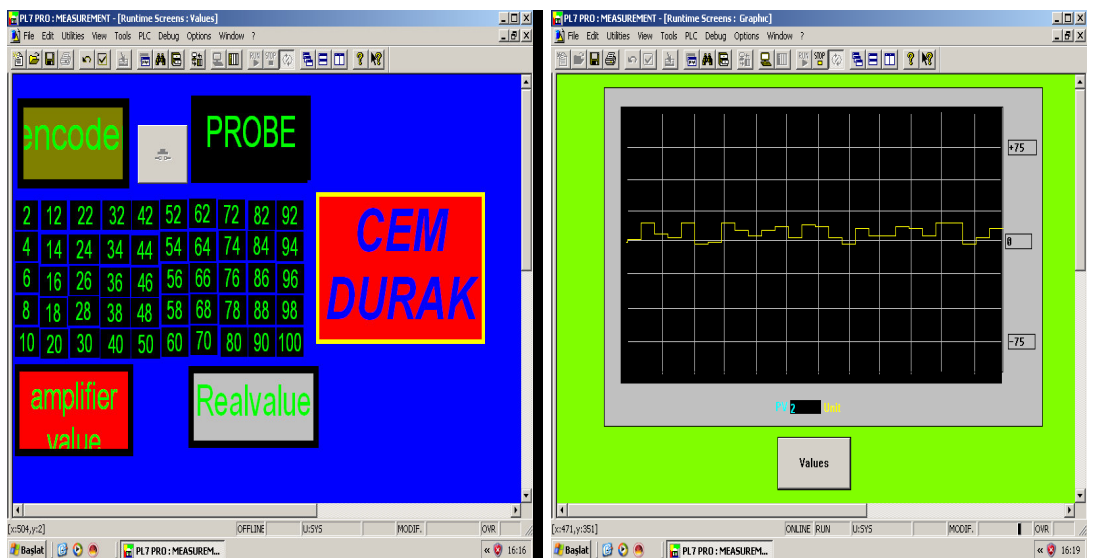 PL7 PRO : MEASUREMENT - [Runtime Screens : Values]
File Edit Utilities View Tools PLC Debug Options Window ?
RUN STOP
encode
PROBE
2 12 22 32 42 52 62 72 82 92
4 14 24 34 44 54 64 74 84 94
6 16 26 36 46 56 66 76 86 96
8 18 28 38 48 58 68 78 88 98
10 20 30 40 50 60 70 80 90 100
CEM
DURAK
amplifier
value
Realvalue
[x:504,y:2] OFFLINE U:SYS MODIF. OVR
Başlat PL7 PRO : MEASUREM... « 16:16
PL7 PRO : MEASUREMENT - [Runtime Screens : Graphic]
File Edit Utilities View Tools PLC Debug Options Window ?
RUN STOP
+75
0
-75
PV 2 Unit
Values
[x:471,y:351] ONLINE RUN U:SYS MODIF. OVR
Başlat PL7 PRO : MEASUREM... « 16:19